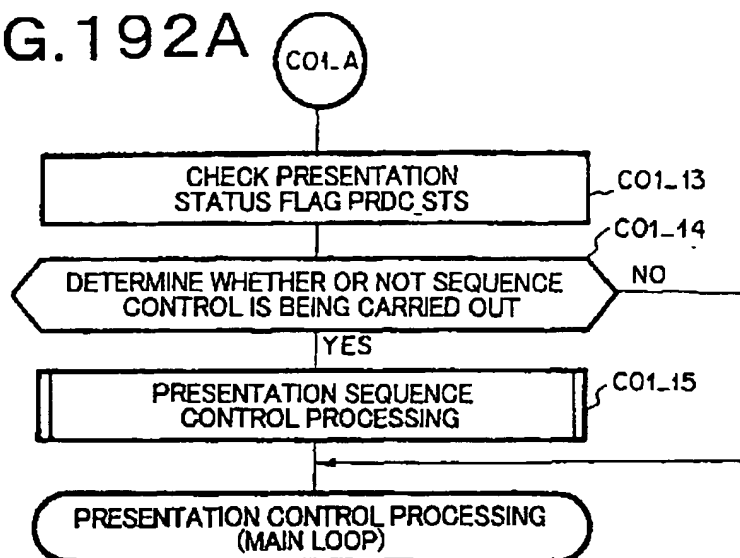 G.192A
C01_A
CHECK PRESENTATION
STATUS FLAG PRDC_STS
C01_13
C01_14
DETERMINE WHETHER OR NOT SEQUENCE
CONTROL IS BEING CARRIED OUT
NO
YES
PRESENTATION SEQUENCE
CONTROL PROCESSING
C01_15
PRESENTATION CONTROL PROCESSING
(MAIN LOOP)